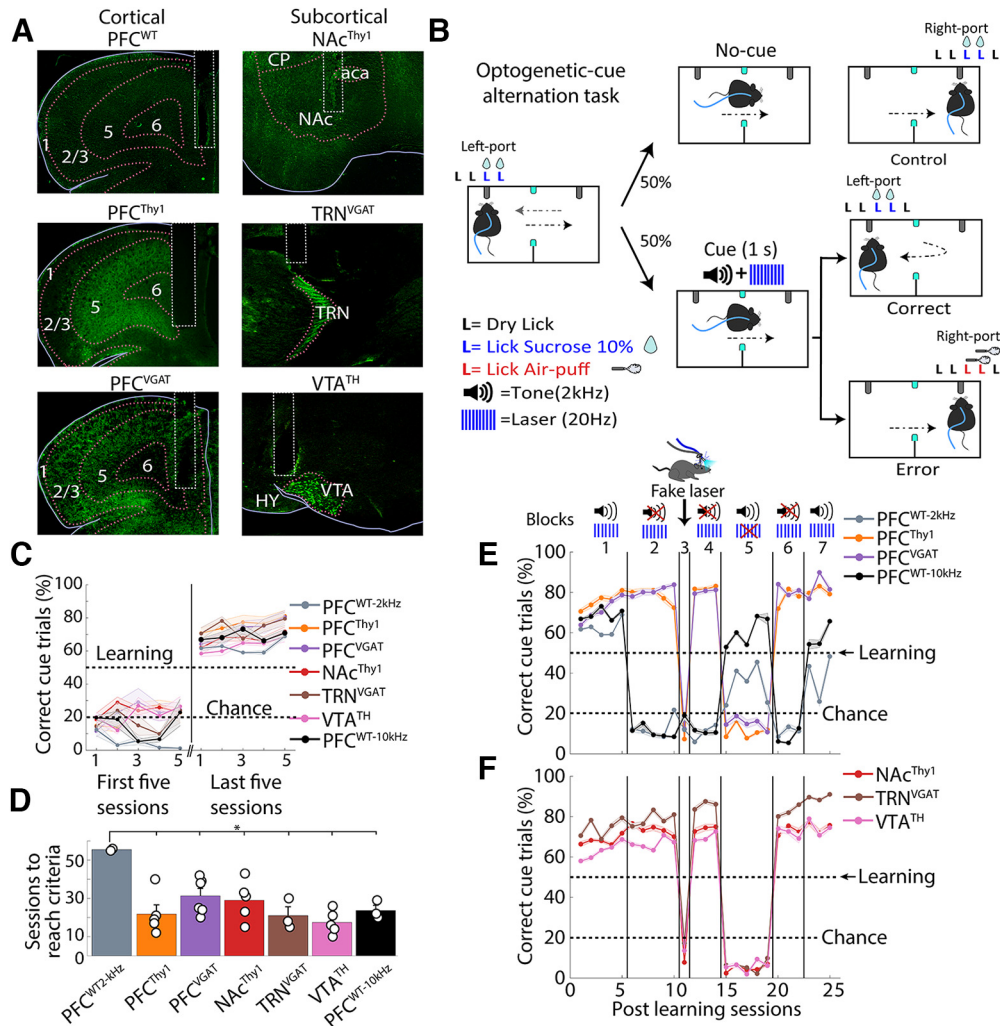 A
Cortical
PFC^WT
Subcortical
NAc^Thy1
1
2/3
5
6
CP
aca
NAc
PFC^Thy1
1
2/3
5
6
TRN^VGAT
TRN
PFC^VGAT
1
2/3
5
6
VTA^TH
HY
VTA
B
Optogenetic-cue
alternation task
No-cue
Right-port
L L L L L
Control
Left-port
L L L L
50%
50%
Cue (1 s)
+
Left-port
L L L L L
Correct
Right-port
L L L L L
Error
L= Dry Lick
L= Lick Sucrose 10%
L= Lick Air-puff
=Tone(2kHz)
=Laser (20Hz)
C
Correct cue trials (%)
100
80
60
40
20
0
Learning
Chance
1 3 5 1 3 5
First five
sessions
Last five
sessions
PFC^WT-2kHz
PFC^Thy1
PFC^VGAT
NAc^Thy1
TRN^VGAT
VTA^TH
PFC^WT-10kHz
D
Sessions to
reach criteria
50
30
10
0
*
PFC^WT2-kHz
PFC^Thy1
PFC^VGAT
NAc^Thy1
TRN^VGAT
VTA^TH
PFC^WT-10kHz
Fake laser
Blocks
1 2 3 4 5 6 7
E
Correct cue trials (%)
100
80
60
40
20
0
PFC^WT-2kHz
PFC^Thy1
PFC^VGAT
PFC^WT-10kHz
Learning
Chance
F
Correct cue trials (%)
100
80
60
40
20
0
NAc^Thy1
TRN^VGAT
VTA^TH
Learning
Chance
0 5 10 15 20 25
Post learning sessions